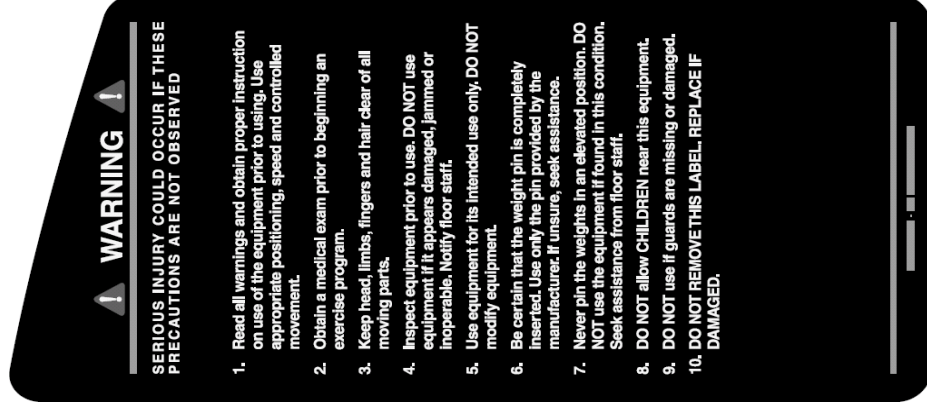 WARNING
SERIOUS INJURY COULD OCCUR IF THESE
PRECAUTIONS ARE NOT OBSERVED
1. Read all warnings and obtain proper instruction
on use of the equipment prior to using. Use
appropriate positioning, speed and controlled
movement.
2. Obtain a medical exam prior to beginning an
exercise program.
3. Keep head, limbs, fingers and hair clear of all
moving parts.
4. Inspect equipment prior to use. DO NOT use
equipment if it appears damaged, jammed or
inoperable. Notify floor staff.
5. Use equipment for its intended use only. DO NOT
modify equipment.
6. Be certain that the weight pin is completely
inserted. Use only the pin provided by the
manufacturer. If unsure, seek assistance.
7. Never pin the weights in an elevated position. DO
NOT use the equipment if found in this condition.
Seek assistance from floor staff.
8. DO NOT allow CHILDREN near this equipment.
9. DO NOT use if guards are missing or damaged.
10. DO NOT REMOVE THIS LABEL. REPLACE IF
DAMAGED.